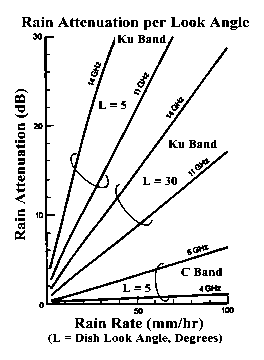 Rain Attenuation per Look Angle
30
Ku Band
14 GHz
11 GHz
L = 5
14 GHz
20
Ku Band
11 GHz
L = 30
10
6 GHz
C Band
L = 5
4 GHz
0
50
100
Rain Attenuation (dB)
Rain Rate (mm/hr)
(L = Dish Look Angle, Degrees)